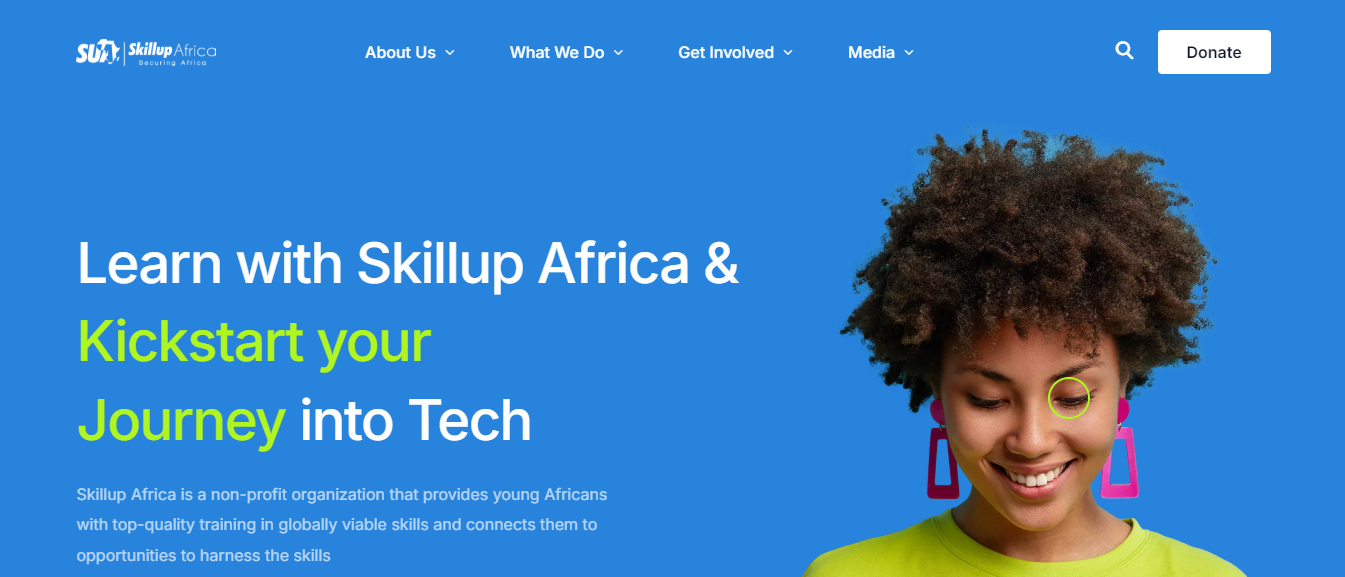 SUA Skillup Africa
Securing Africa
About Us
What We Do
Get Involved
Media
Donate
Learn with Skillup Africa &
Kickstart your
Journey into Tech
Skillup Africa is a non-profit organization that provides young Africans
with top-quality training in globally viable skills and connects them to
opportunities to harness the skills